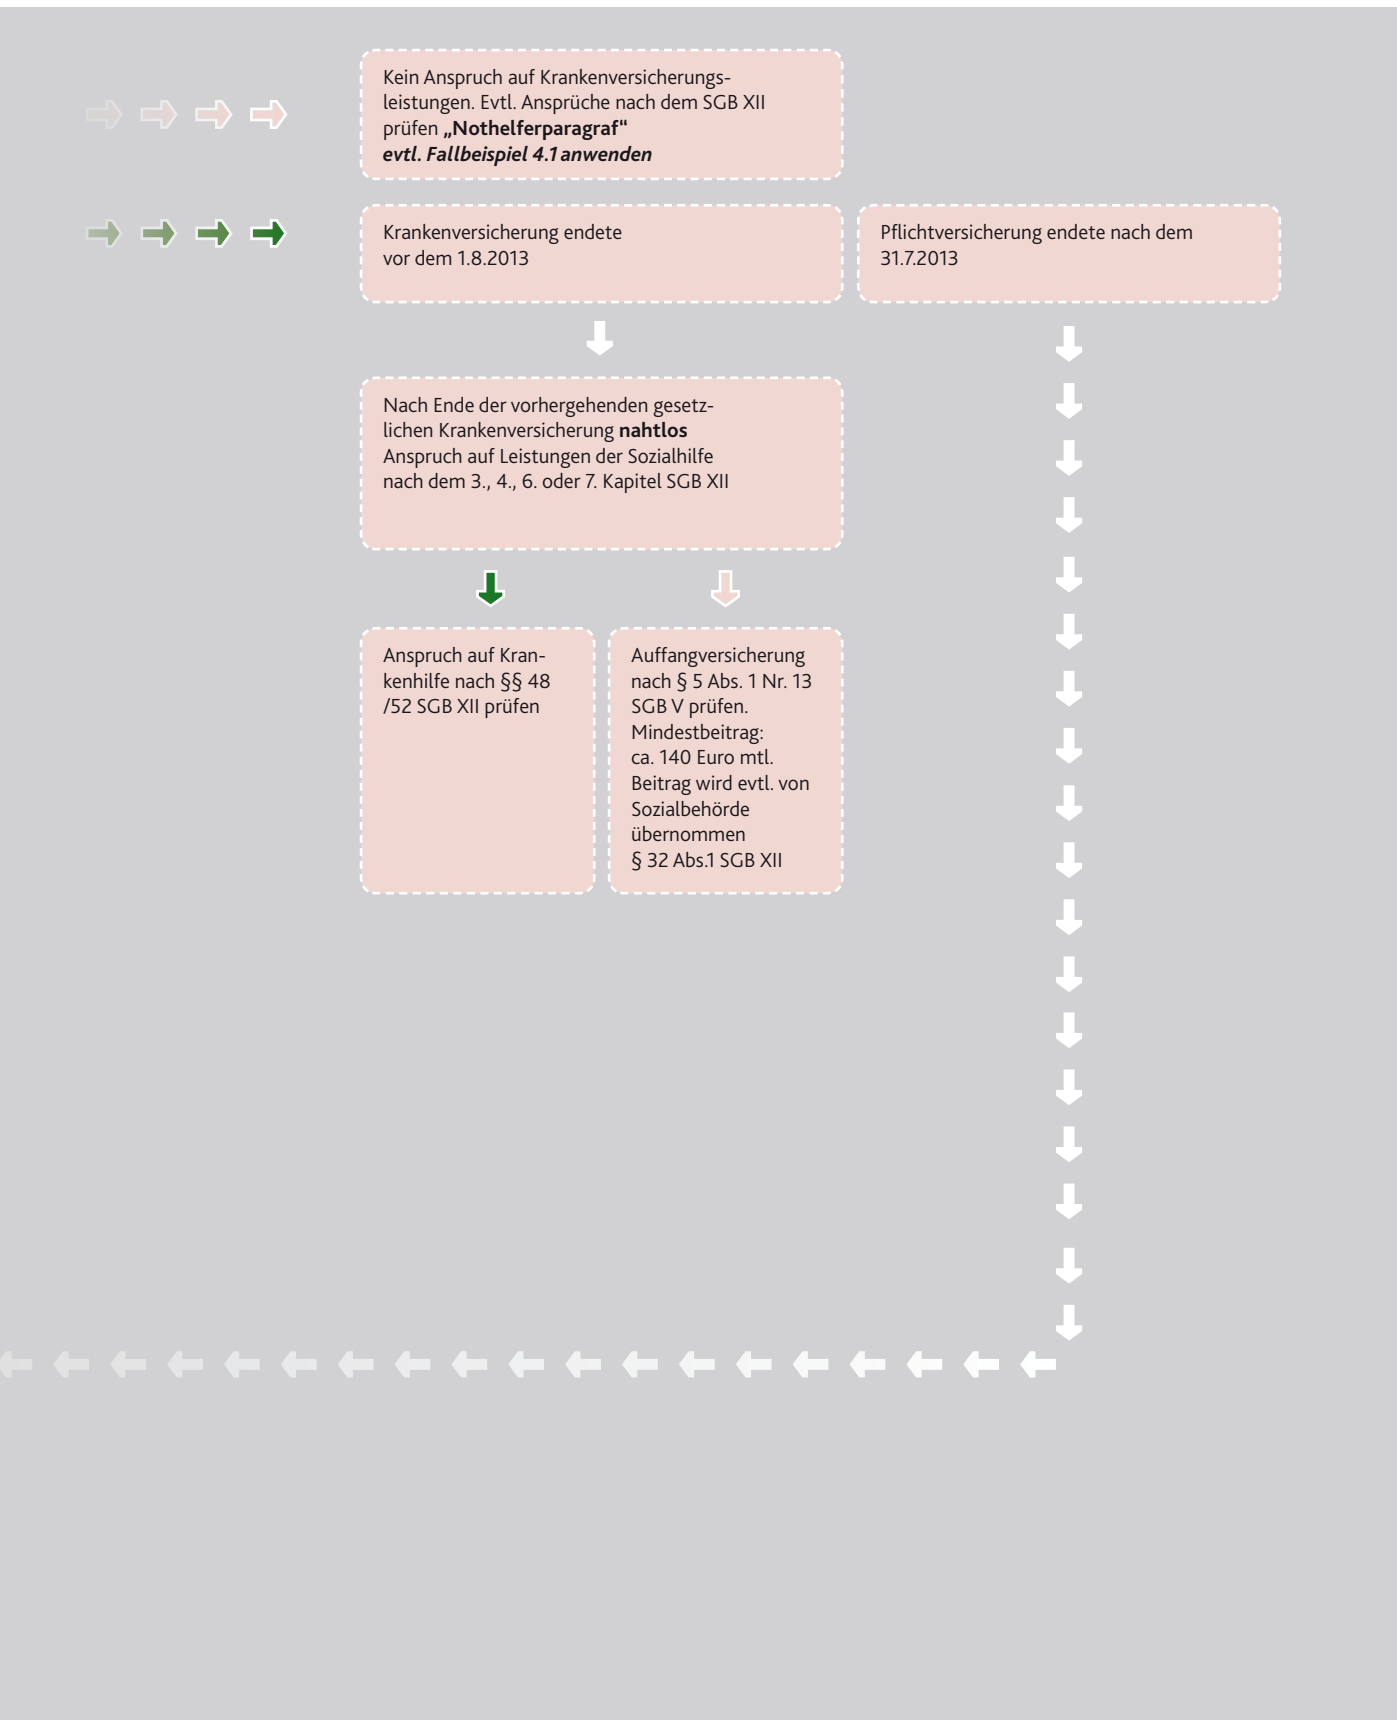 Kein Anspruch auf Krankenversicherungs-
leistungen. Evtl. Ansprüche nach dem SGB XII
prüfen „Nothelferparagraf“
evtl. Fallbeispiel 4.1 anwenden
Krankenversicherung endete
vor dem 1.8.2013
Pflichtversicherung endete nach dem
31.7.2013
Nach Ende der vorhergehenden gesetz-
lichen Krankenversicherung nahtlos
Anspruch auf Leistungen der Sozialhilfe
nach dem 3., 4., 6. oder 7. Kapitel SGB XII
Anspruch auf Kran-
kenhilfe nach §§ 48
/52 SGB XII prüfen
Auffangversicherung
nach § 5 Abs. 1 Nr. 13
SGB V prüfen.
Mindestbeitrag:
ca. 140 Euro mtl.
Beitrag wird evtl. von
Sozialbehörde
übernommen
§ 32 Abs.1 SGB XII